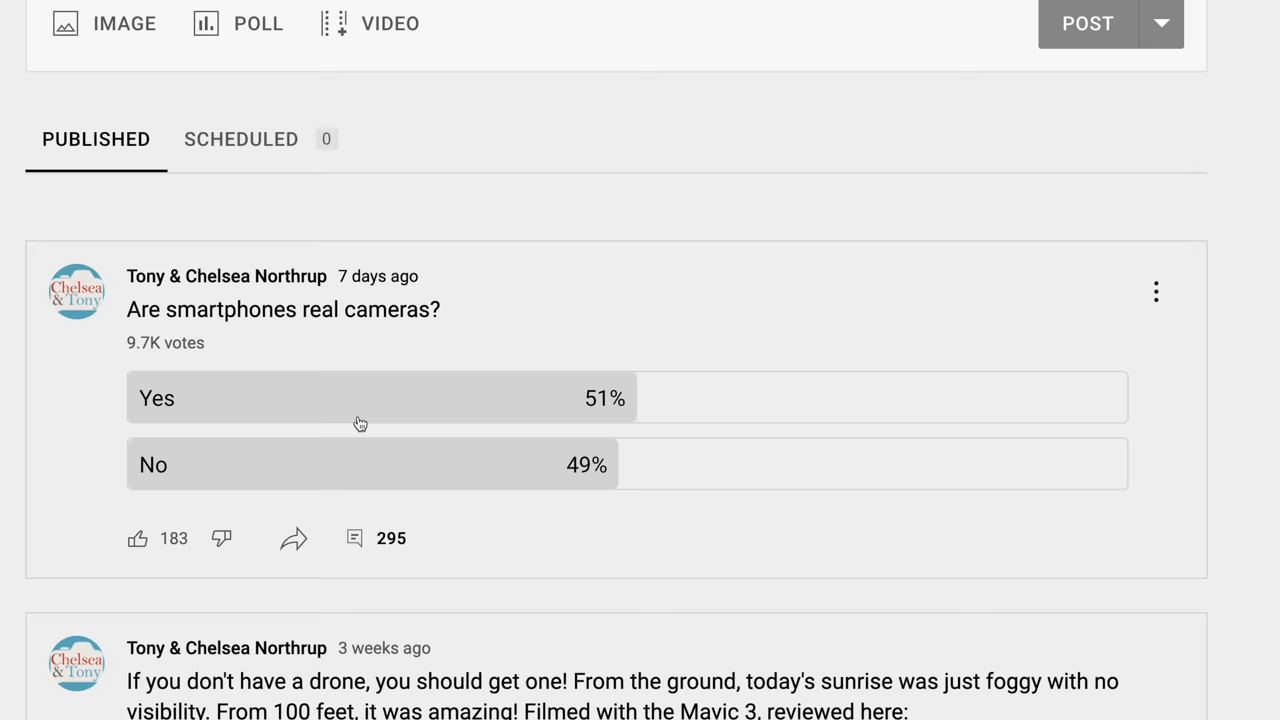 IMAGE POLL VIDEO POST
PUBLISHED SCHEDULED 0
Chelsea & Tony
Tony & Chelsea Northrup 7 days ago
Are smartphones real cameras?
9.7K votes
Yes 51%
No 49%
183 295
Chelsea & Tony
Tony & Chelsea Northrup 3 weeks ago
If you don't have a drone, you should get one! From the ground, today's sunrise was just foggy with no
visibility. From 100 feet, it was amazing! Filmed with the Mavic 3, reviewed here: